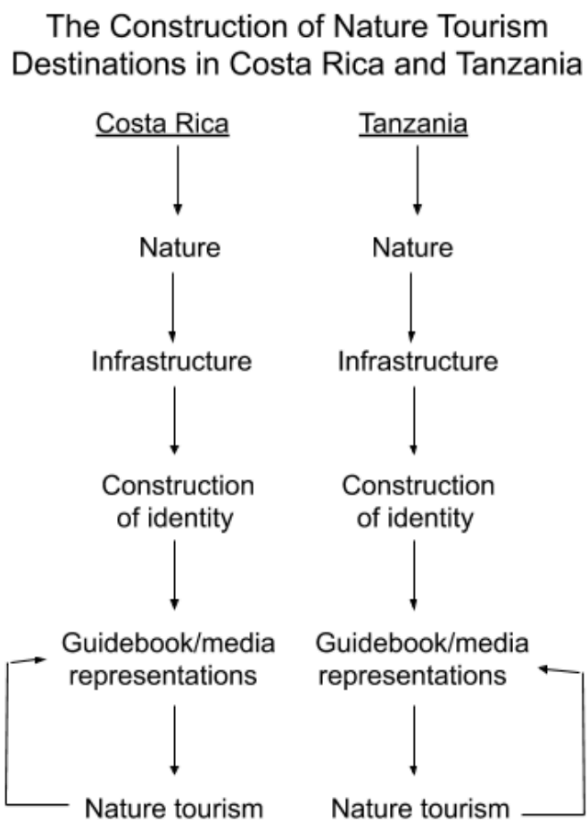 The Construction of Nature Tourism
Destinations in Costa Rica and Tanzania
Costa Rica
Nature
Infrastructure
Construction
of identity
Guidebook/media
representations
Nature tourism
Tanzania
Nature
Infrastructure
Construction
of identity
Guidebook/media
representations
Nature tourism